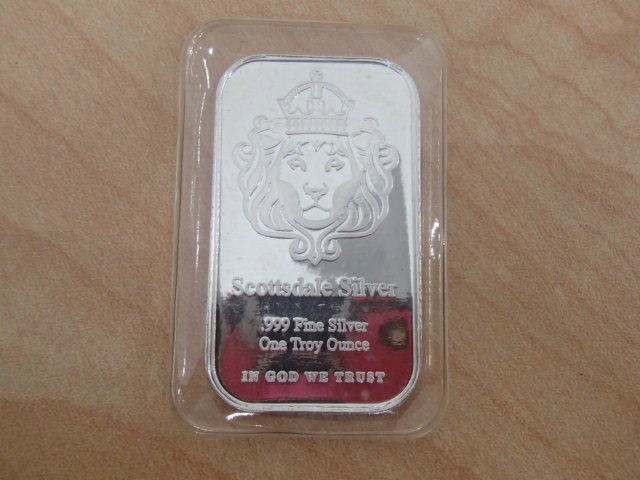 Scottsdale Silver
.999 Fine Silver
One Troy Ounce
IN GOD WE TRUST